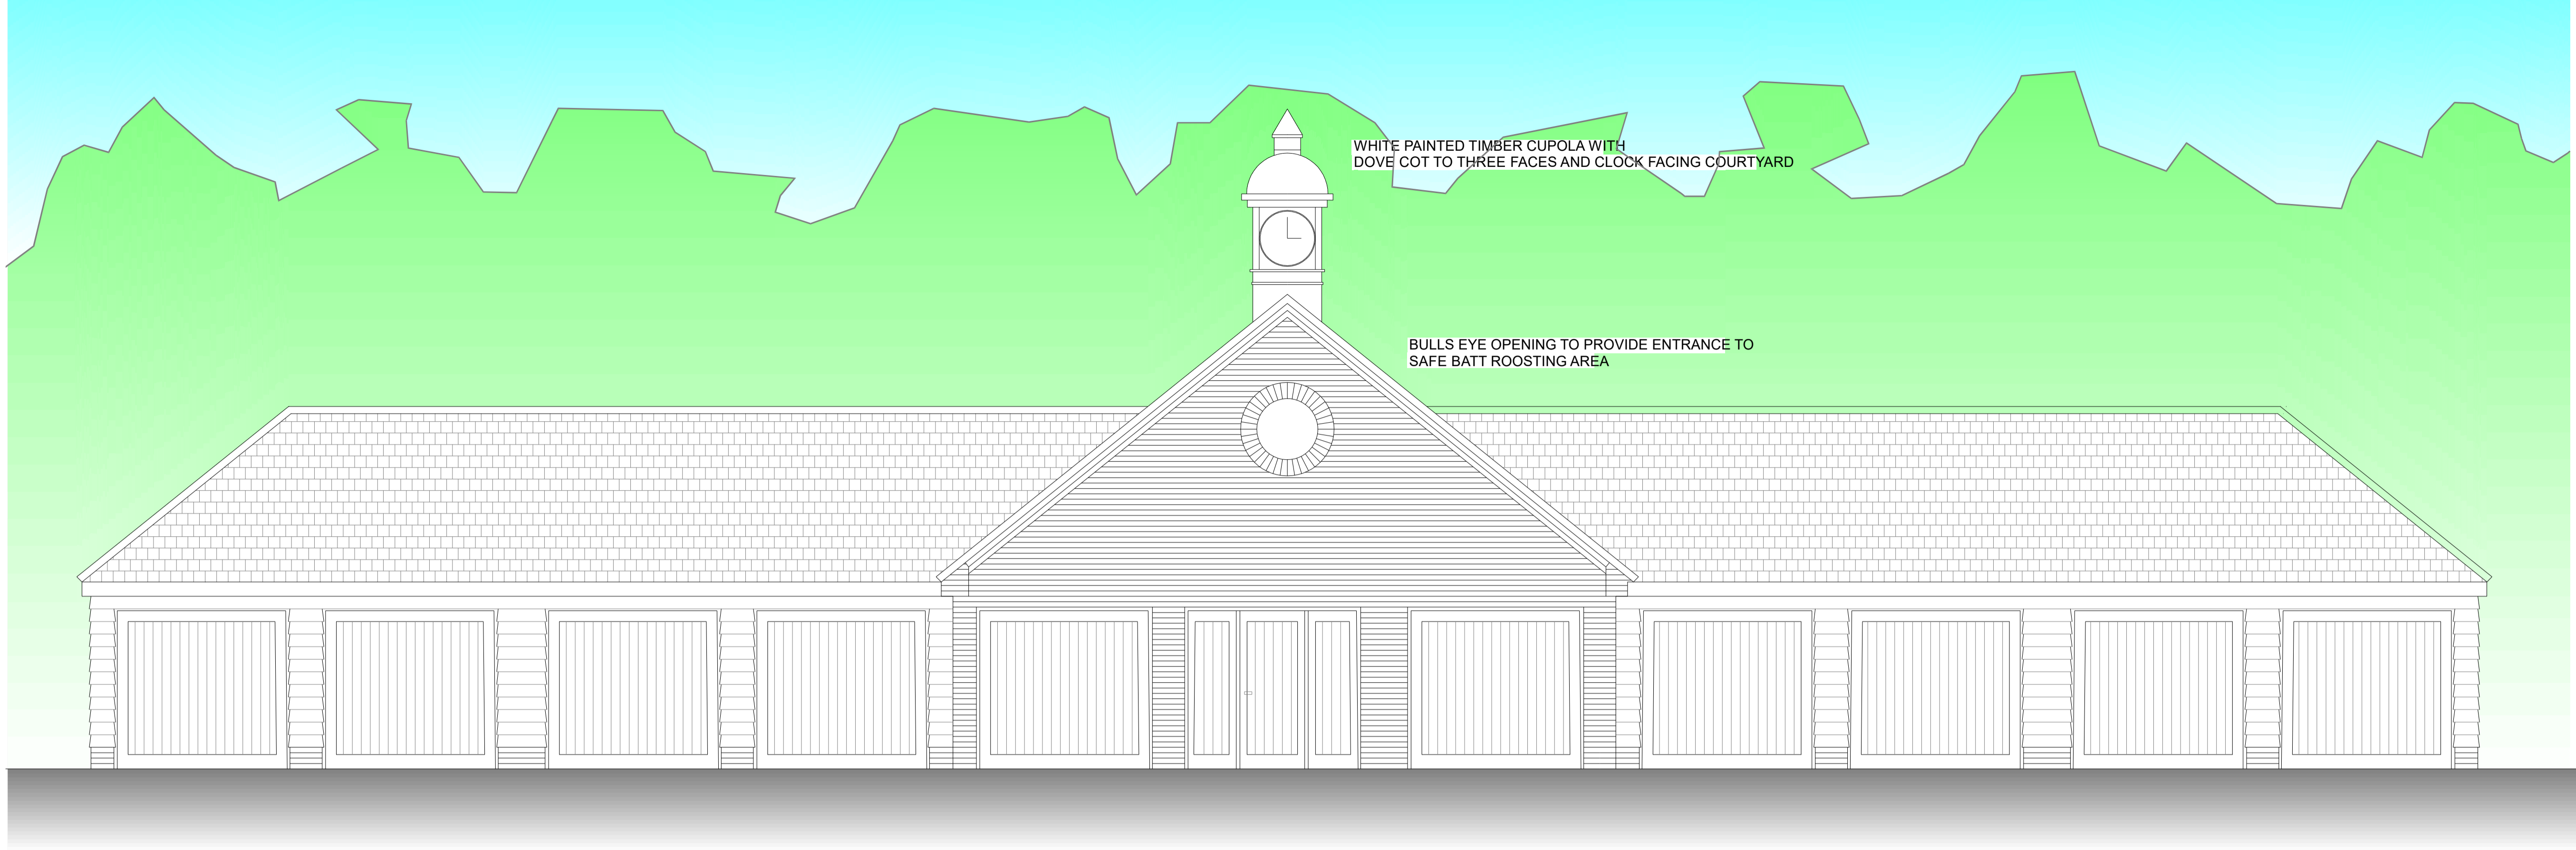 WHITE PAINTED TIMBER CUPOLA WITH
DOVE COT TO THREE FACES AND CLOCK FACING COURTYARD
BULLS EYE OPENING TO PROVIDE ENTRANCE TO
SAFE BATT ROOSTING AREA